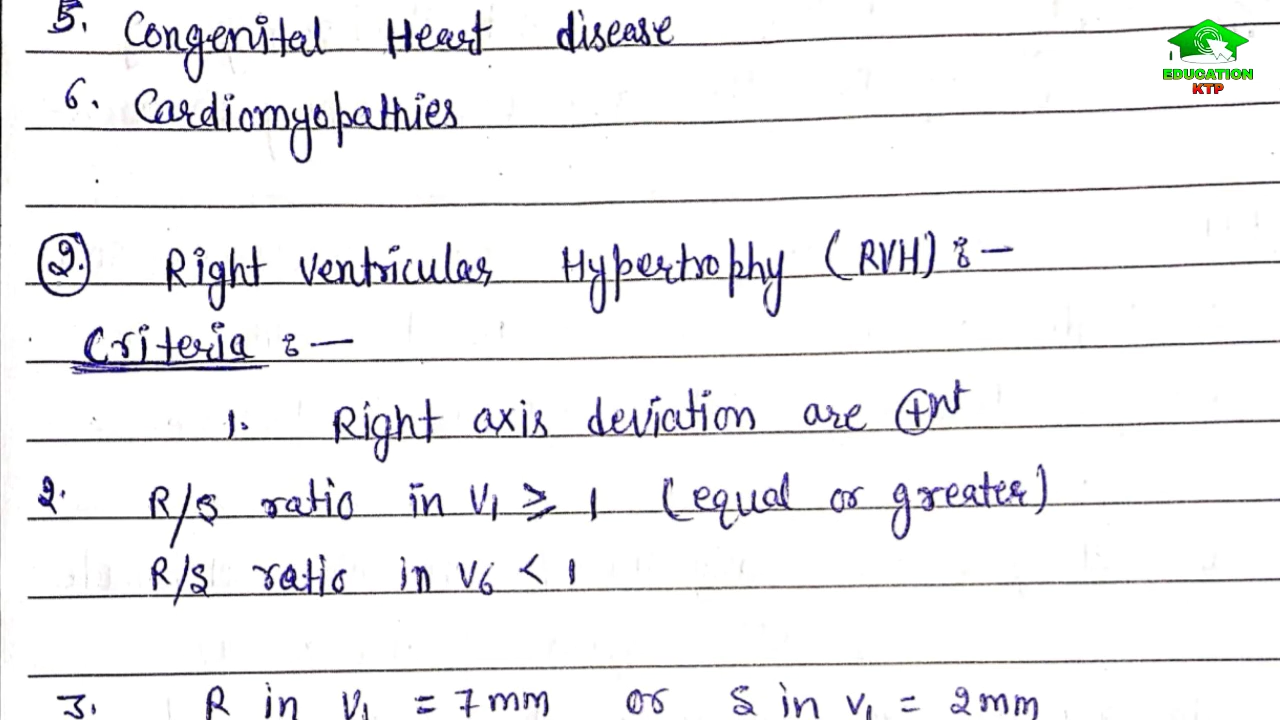 5. Congenital Heart disease
EDUCATION
KTP
6. Cardiomyopathies
2. Right Ventricular Hypertrophy (RVH) :-
Criteria :-
1. Right axis deviation are ⊕nt
2. R/S ratio in V1 ≥ 1 (equal or greater)
R/S ratio in V6 < 1
3. R in V1 = 7mm or S in V1 = 2mm